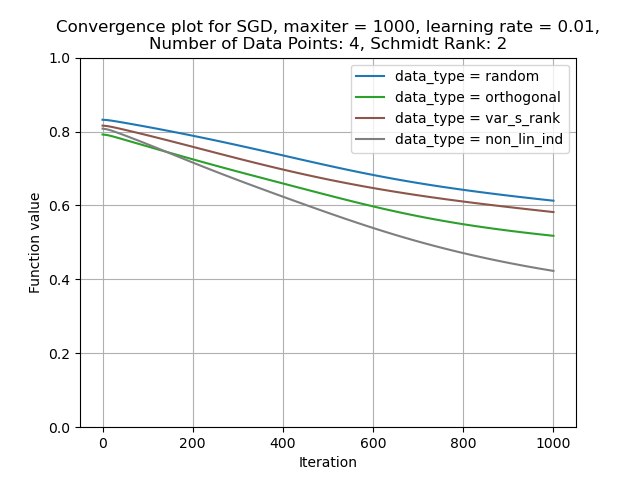 Convergence plot for SGD, maxiter = 1000, learning rate = 0.01,
Number of Data Points: 4, Schmidt Rank: 2
data_type = random
data_type = orthogonal
data_type = var_s_rank
data_type = non_lin_ind
Function value
1.0
0.8
0.6
0.4
0.2
0.0
0 200 400 600 800 1000
Iteration